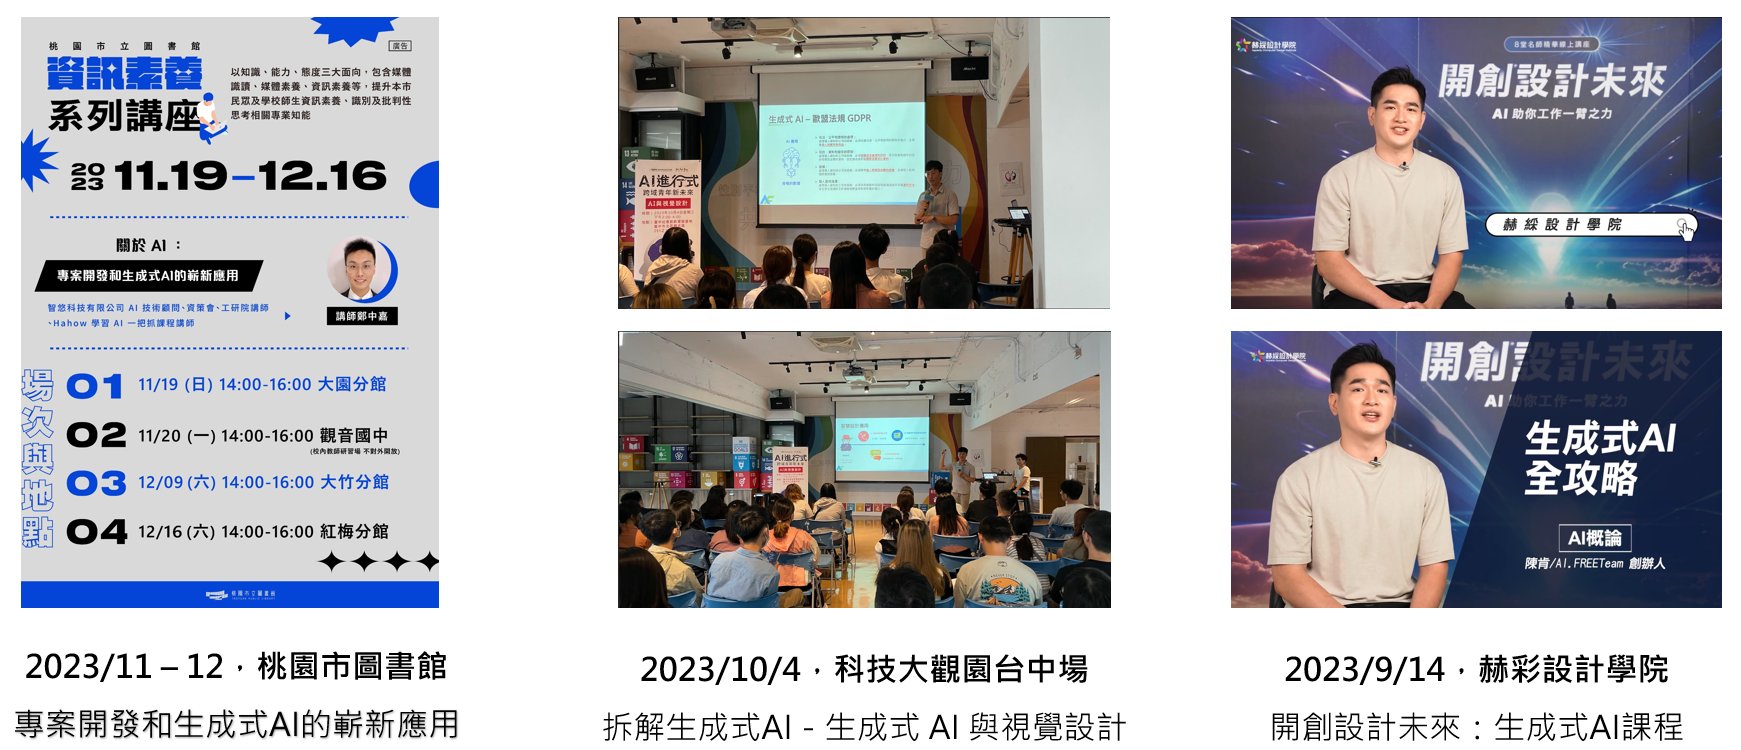 桃園市立圖書館
廣告
資訊素養
系列講座
以知識、能力、態度三大面向，包含媒體
識讀、媒體素養、資訊素養等，提升本市
民眾及學校師生資訊素養、識別及批判性
思考相關專業知能
2023 11.19–12.16
關於 AI：
專案開發和生成式AI的嶄新應用
智悠科技有限公司 AI 技術顧問、資策會、工研院講師
、Hahow 學習 AI 一把抓課程講師
講師鄭中嘉
場次與地點
01 11/19 (日) 14:00-16:00 大園分館
02 11/20 (一) 14:00-16:00 觀音國中
(校內教師研習場 不對外開放)
03 12/09 (六) 14:00-16:00 大竹分館
04 12/16 (六) 14:00-16:00 紅梅分館
桃園市立圖書館
2023/11 – 12，桃園市圖書館
專案開發和生成式AI的嶄新應用
生成式 AI – 歐盟法規 GDPR
AI進行式
跨域青年新未來
AI與視覺設計
AI進行式
2023/10/4，科技大觀園台中場
拆解生成式AI - 生成式 AI 與視覺設計
赫綵設計學院
8堂名師精華線上講座
開創設計未來
AI 助你工作一臂之力
赫綵設計學院
赫綵設計學院
開創設計未來
AI 助你工作一臂之力
生成式AI
全攻略
AI概論
陳肯/AI.FREETeam 創辦人
2023/9/14，赫彩設計學院
開創設計未來：生成式AI課程